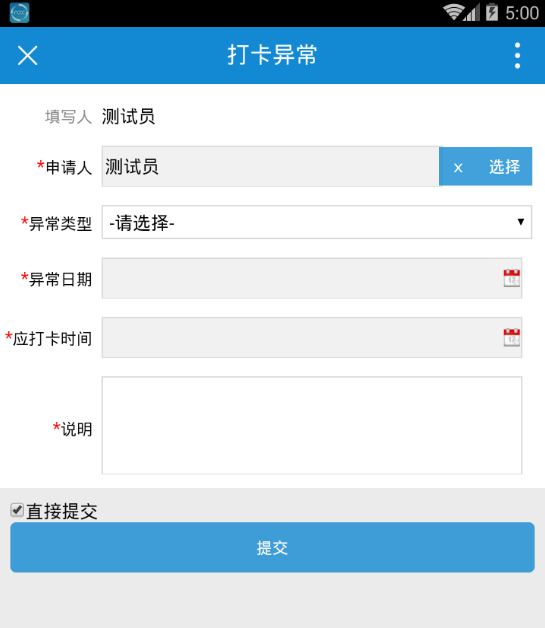 5:00
打卡异常
填写人 测试员
*申请人 测试员 x 选择
*异常类型 -请选择-
*异常日期
*应打卡时间
*说明
直接提交
提交